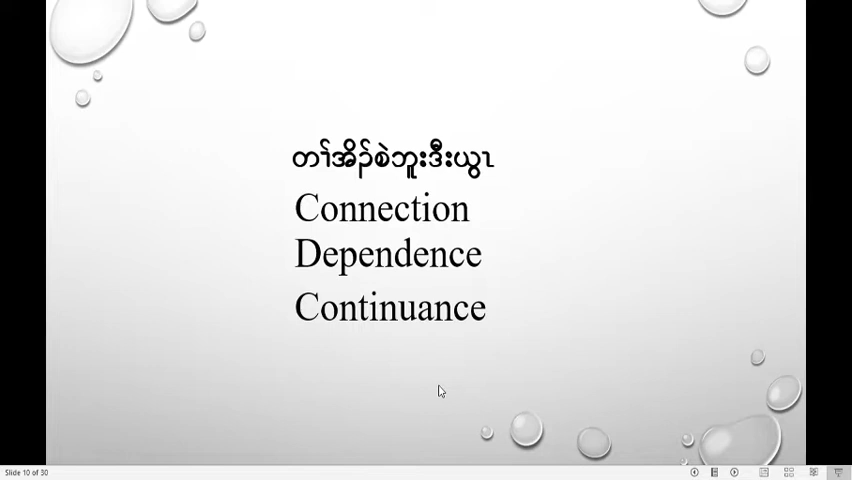 တၢ်အိၣ်စဲဘူးဒီးယွၤ
Connection
Dependence
Continuance
Slide 10 of 30